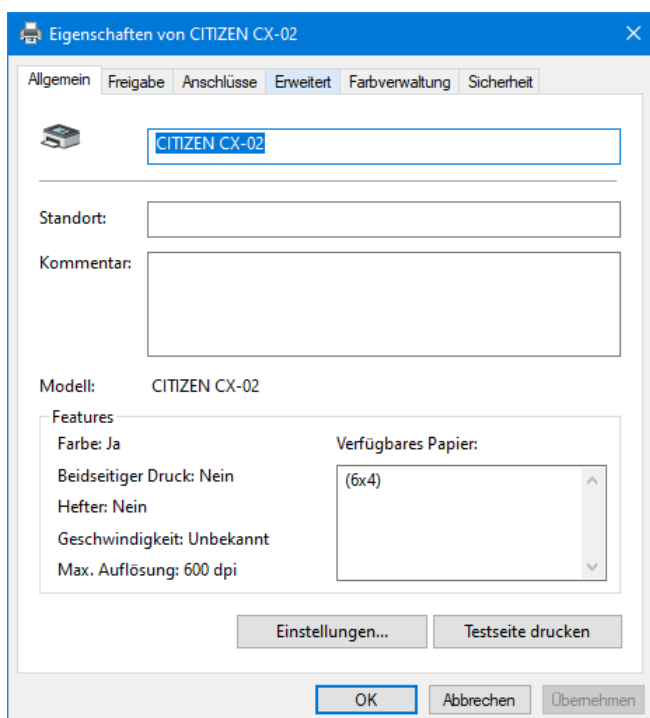 Eigenschaften von CITIZEN CX-02
Allgemein Freigabe Anschlüsse Erweitert Farbverwaltung Sicherheit
CITIZEN CX-02
Standort:
Kommentar:
Modell: CITIZEN CX-02
Features
Farbe: Ja
Verfügbares Papier:
Beidseitiger Druck: Nein
(6x4)
Hefter: Nein
Geschwindigkeit: Unbekannt
Max. Auflösung: 600 dpi
Einstellungen... Testseite drucken
OK Abbrechen Übernehmen